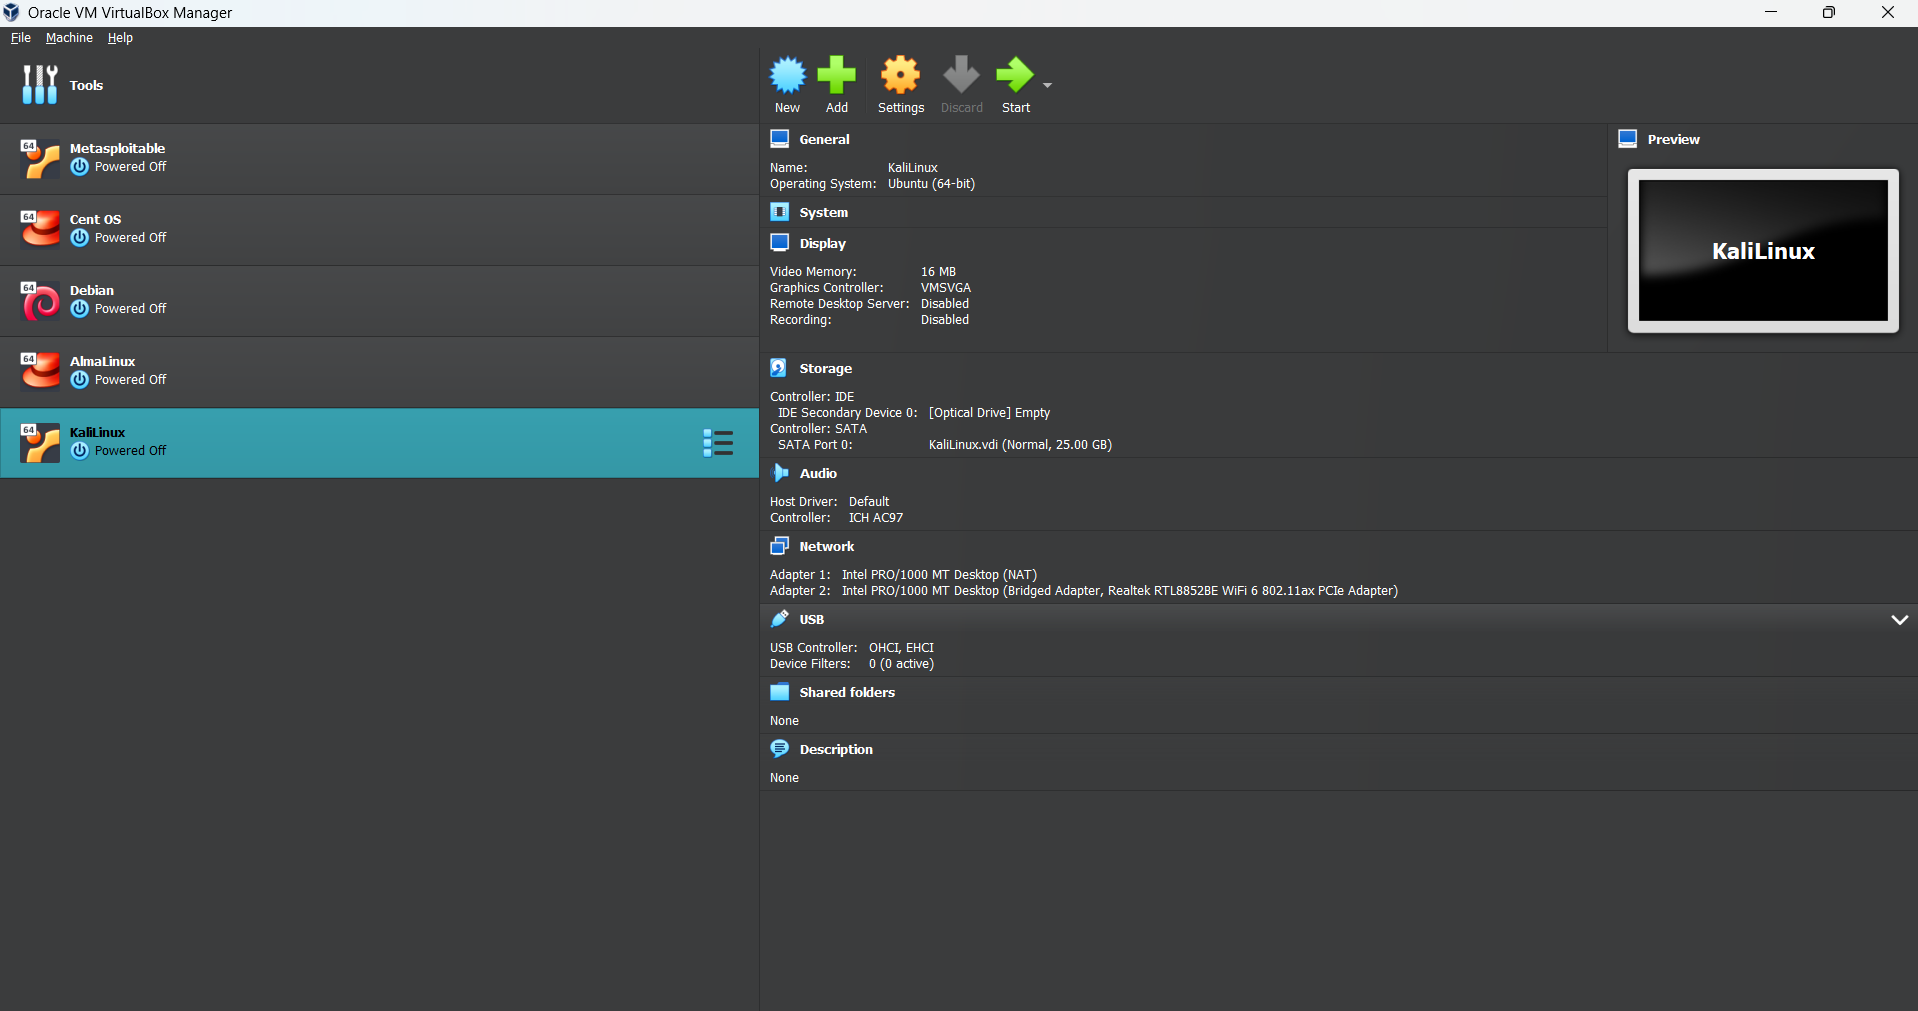 Oracle VM VirtualBox Manager
File Machine Help
Tools
New Add Settings Discard Start
64 Metasploitable
Powered Off
64 Cent OS
Powered Off
64 Debian
Powered Off
64 AlmaLinux
Powered Off
64 KaliLinux
Powered Off
General
Name: KaliLinux
Operating System: Ubuntu (64-bit)
System
Display
Video Memory: 16 MB
Graphics Controller: VMSVGA
Remote Desktop Server: Disabled
Recording: Disabled
Preview
KaliLinux
Storage
Controller: IDE
IDE Secondary Device 0: [Optical Drive] Empty
Controller: SATA
SATA Port 0: KaliLinux.vdi (Normal, 25.00 GB)
Audio
Host Driver: Default
Controller: ICH AC97
Network
Adapter 1: Intel PRO/1000 MT Desktop (NAT)
Adapter 2: Intel PRO/1000 MT Desktop (Bridged Adapter, Realtek RTL8852BE WiFi 6 802.11ax PCIe Adapter)
USB
USB Controller: OHCI, EHCI
Device Filters: 0 (0 active)
Shared folders
None
Description
None